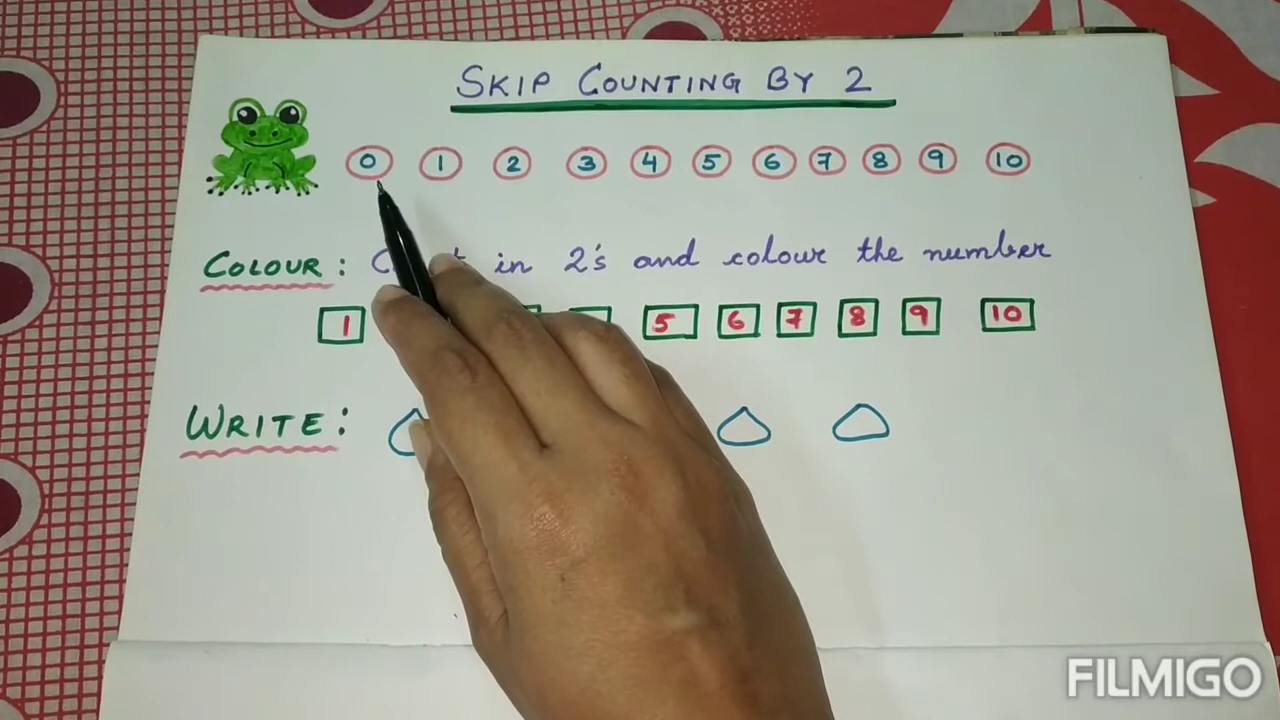 SKIP COUNTING BY 2
0 1 2 3 4 5 6 7 8 9 10
COLOUR: in 2's and colour the number
1 5 6 7 8 9 10
WRITE:
FILMIGO